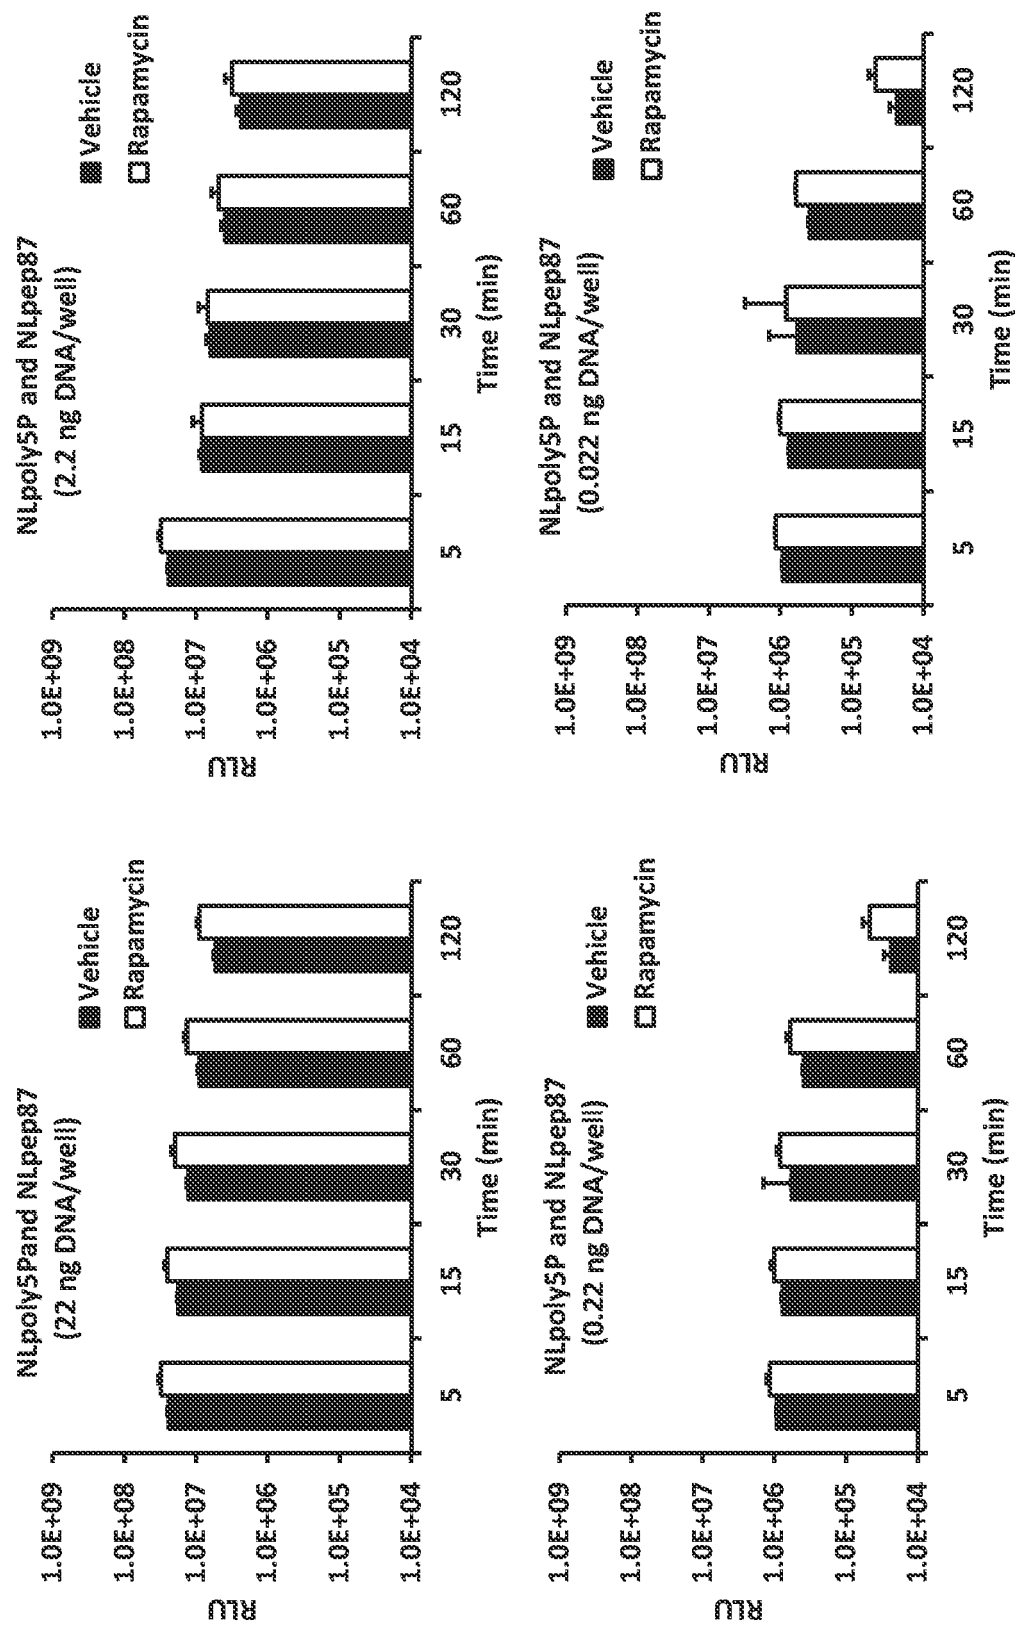 NLpoly5Pand NLpep87
(22 ng DNA/well)
1.0E+09
1.0E+08
1.0E+07
1.0E+06
1.0E+05
1.0E+04
RLU
Vehicle
Rapamycin
5 15 30 60 120
Time (min)
NLpoly5P and NLpep87
(2.2 ng DNA/well)
1.0E+09
1.0E+08
1.0E+07
1.0E+06
1.0E+05
1.0E+04
RLU
Vehicle
Rapamycin
5 15 30 60 120
Time (min)
NLpoly5P and NLpep87
(0.22 ng DNA/well)
1.0E+09
1.0E+08
1.0E+07
1.0E+06
1.0E+05
1.0E+04
RLU
Vehicle
Rapamycin
5 15 30 60 120
Time (min)
NLpoly5P and NLpep87
(0.022 ng DNA/well)
1.0E+09
1.0E+08
1.0E+07
1.0E+06
1.0E+05
1.0E+04
RLU
Vehicle
Rapamycin
5 15 30 60 120
Time (min)